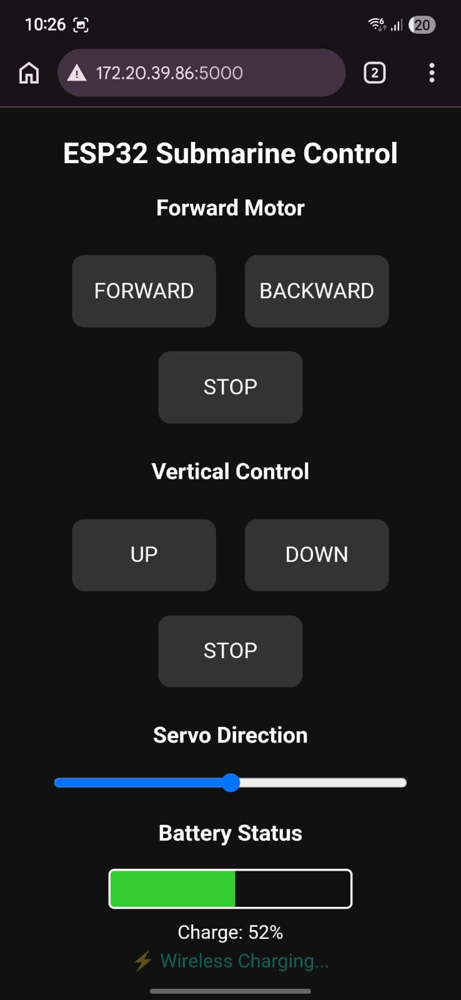 10:26
6
20
172.20.39.86:5000
2
ESP32 Submarine Control
Forward Motor
FORWARD BACKWARD
STOP
Vertical Control
UP DOWN
STOP
Servo Direction
Battery Status
Charge: 52%
⚡ Wireless Charging...